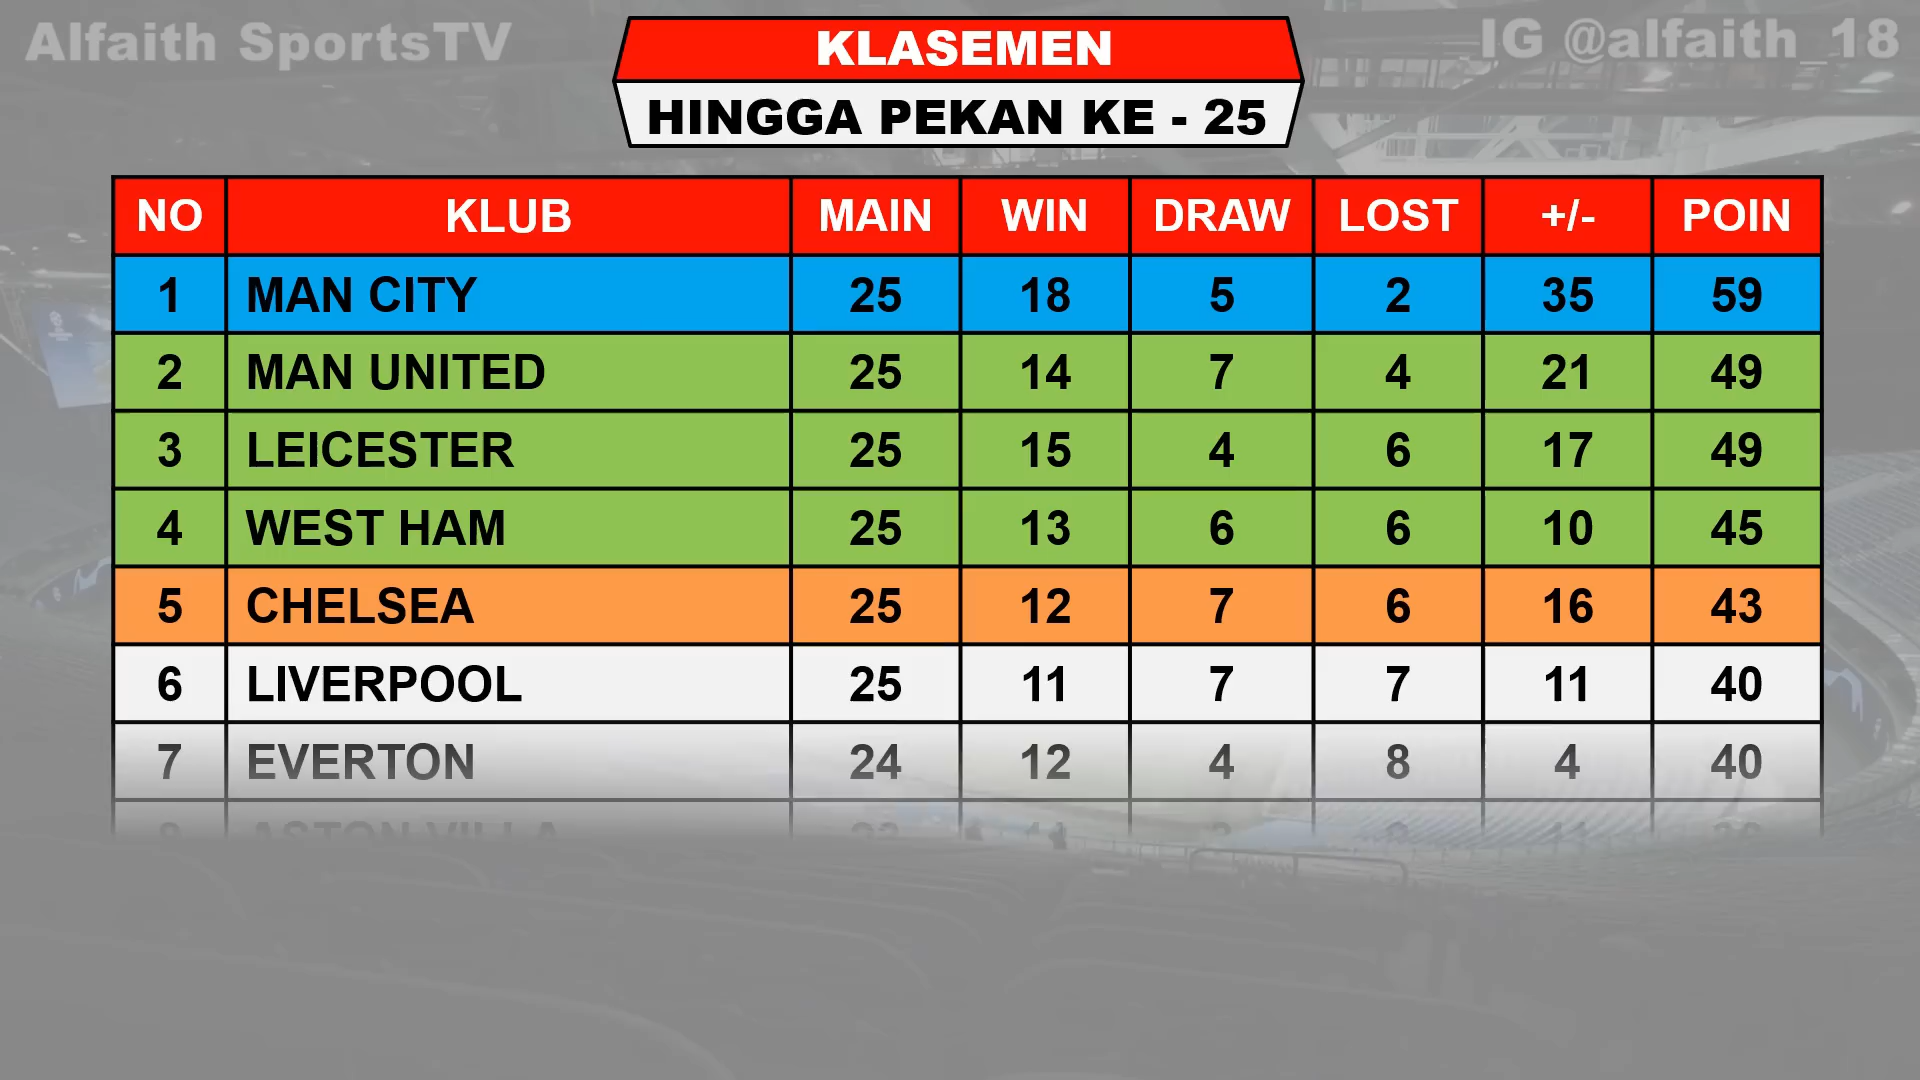 Alfaith SportsTV
KLASEMEN
IG @alfaith_18
HINGGA PEKAN KE - 25
NO KLUB MAIN WIN DRAW LOST +/- POIN
1 MAN CITY 25 18 5 2 35 59
2 MAN UNITED 25 14 7 4 21 49
3 LEICESTER 25 15 4 6 17 49
4 WEST HAM 25 13 6 6 10 45
5 CHELSEA 25 12 7 6 16 43
6 LIVERPOOL 25 11 7 7 11 40
7 EVERTON 24 12 4 8 4 40
ASTON VILLA